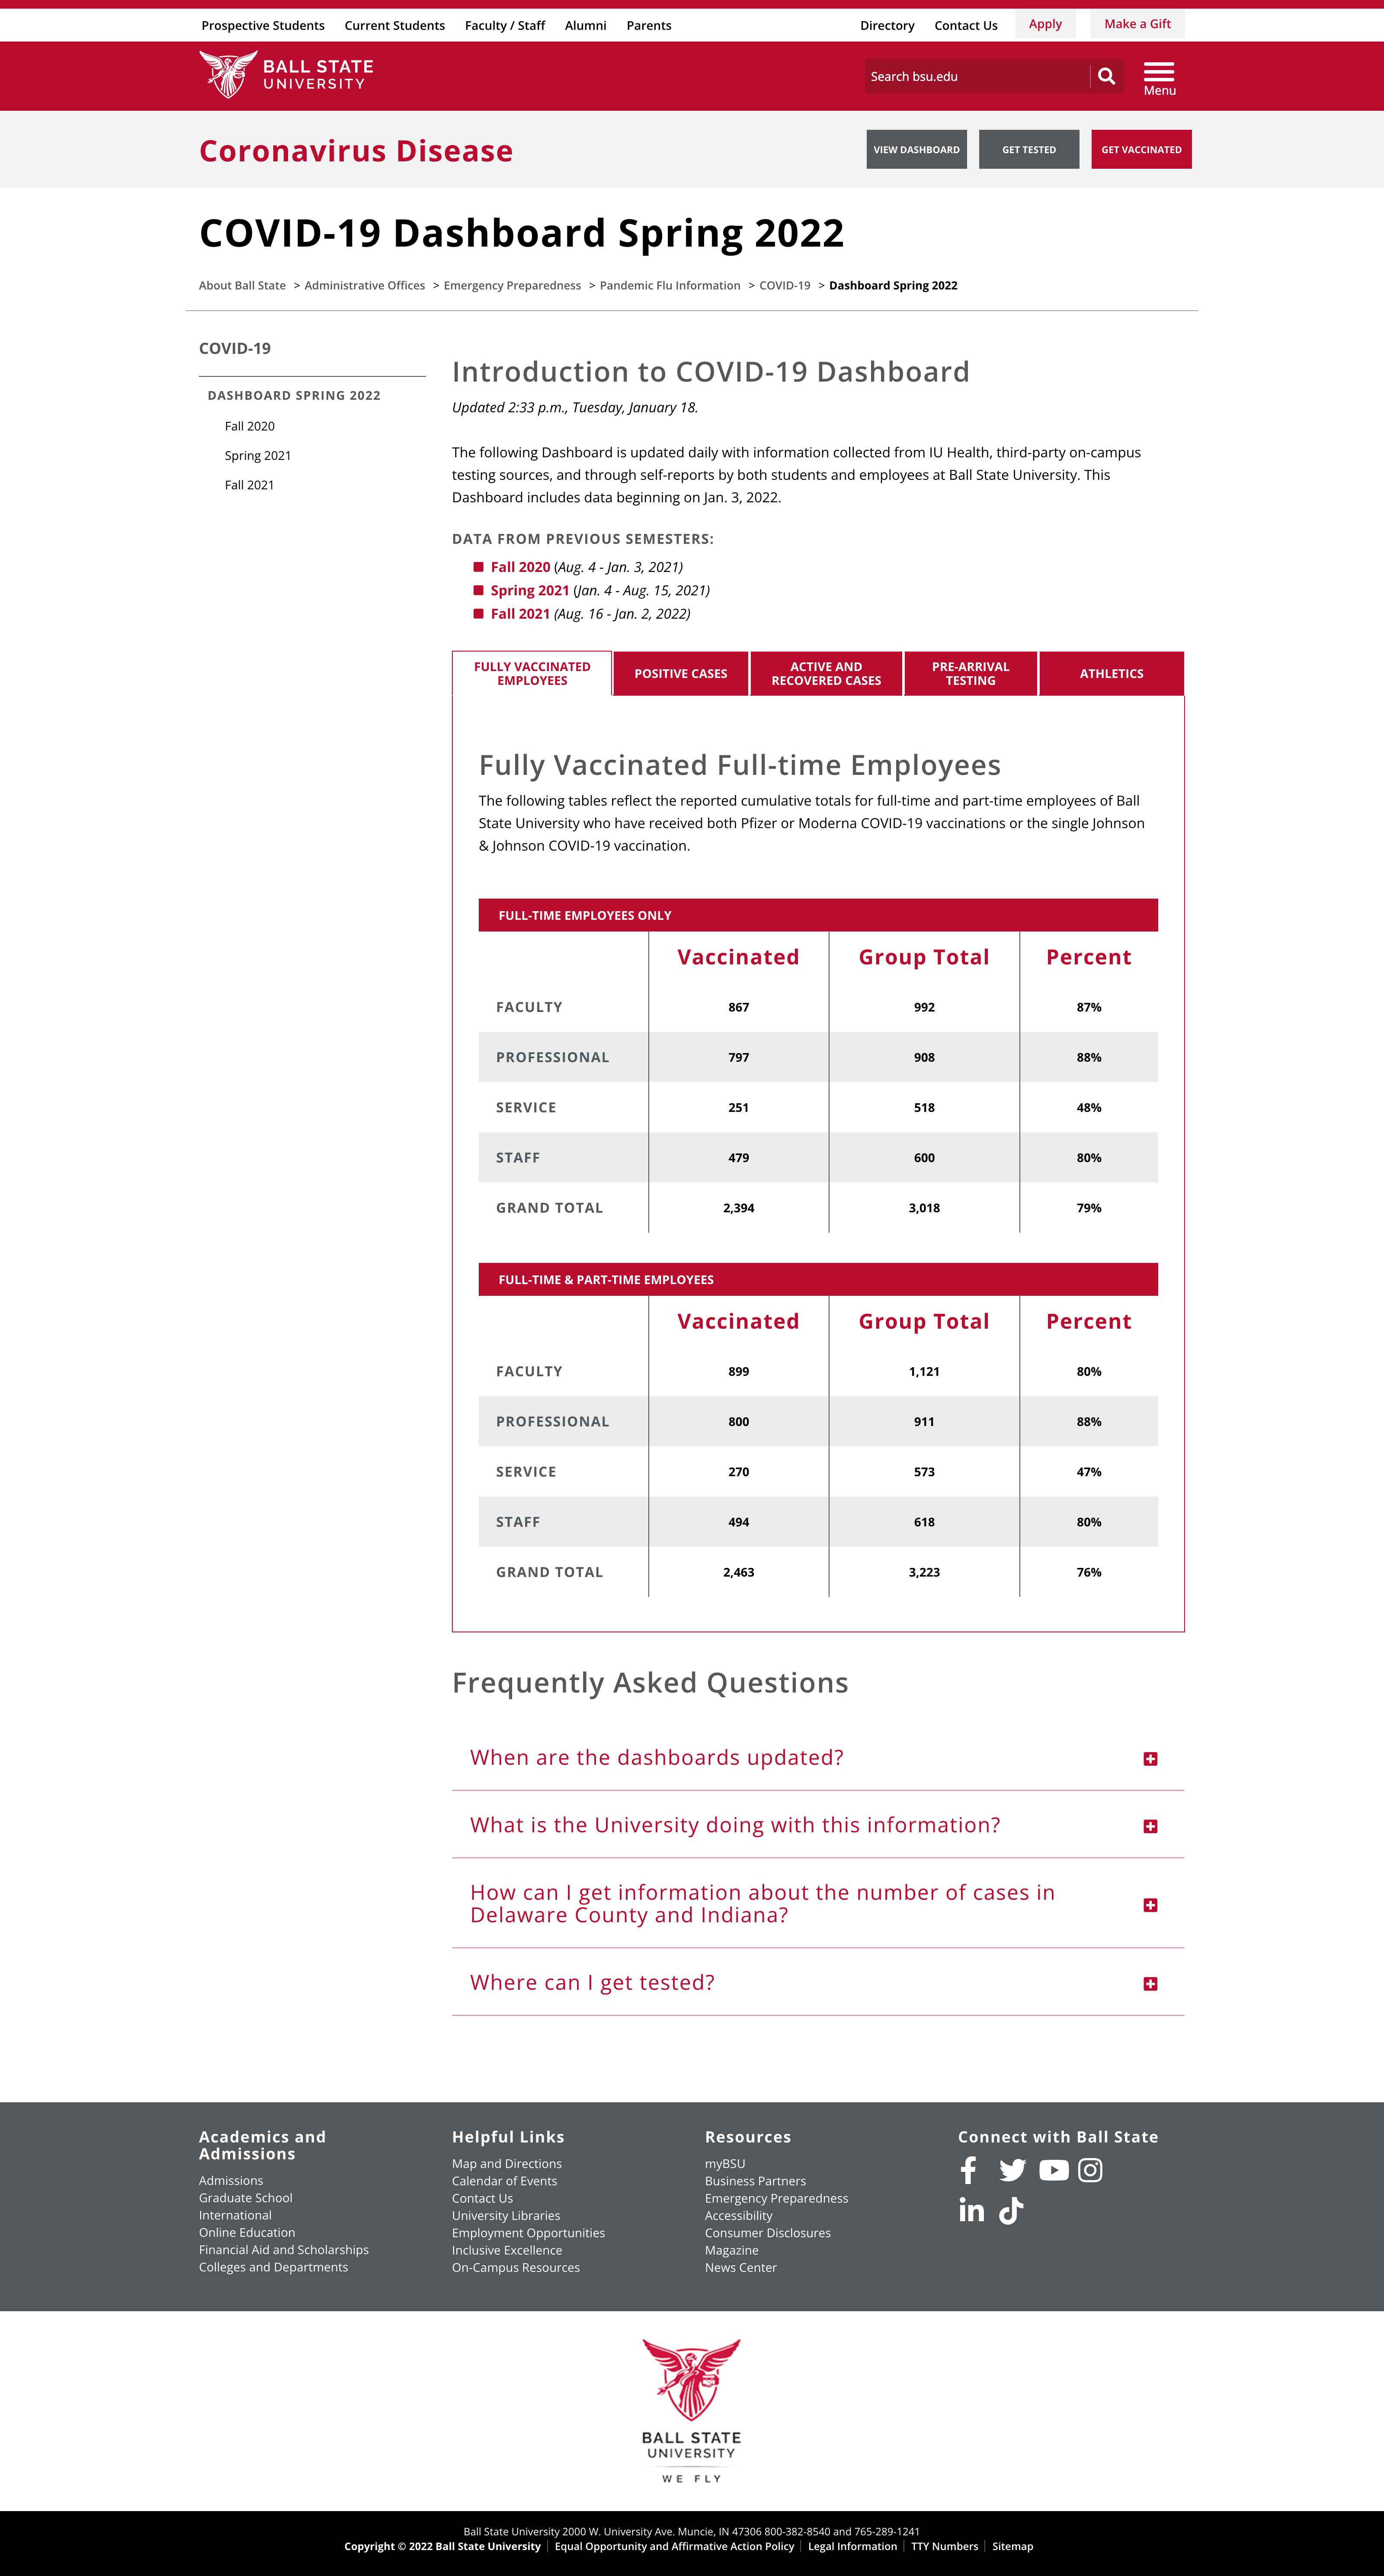 Prospective Students Current Students Faculty / Staff Alumni Parents Directory Contact Us Apply Make a Gift
BALL STATE
UNIVERSITY
Search bsu.edu
Menu
Coronavirus Disease
VIEW DASHBOARD GET TESTED GET VACCINATED
COVID-19 Dashboard Spring 2022
About Ball State > Administrative Offices > Emergency Preparedness > Pandemic Flu Information > COVID-19 > Dashboard Spring 2022
COVID-19
DASHBOARD SPRING 2022
Fall 2020
Spring 2021
Fall 2021
Introduction to COVID-19 Dashboard
Updated 2:33 p.m., Tuesday, January 18.
The following Dashboard is updated daily with information collected from IU Health, third-party on-campus
testing sources, and through self-reports by both students and employees at Ball State University. This
Dashboard includes data beginning on Jan. 3, 2022.
DATA FROM PREVIOUS SEMESTERS:
Fall 2020 (Aug. 4 - Jan. 3, 2021)
Spring 2021 (Jan. 4 - Aug. 15, 2021)
Fall 2021 (Aug. 16 - Jan. 2, 2022)
FULLY VACCINATED
EMPLOYEES
POSITIVE CASES
ACTIVE AND
RECOVERED CASES
PRE-ARRIVAL
TESTING
ATHLETICS
Fully Vaccinated Full-time Employees
The following tables reflect the reported cumulative totals for full-time and part-time employees of Ball
State University who have received both Pfizer or Moderna COVID-19 vaccinations or the single Johnson
& Johnson COVID-19 vaccination.
FULL-TIME EMPLOYEES ONLY
Vaccinated Group Total Percent
FACULTY 867 992 87%
PROFESSIONAL 797 908 88%
SERVICE 251 518 48%
STAFF 479 600 80%
GRAND TOTAL 2,394 3,018 79%
FULL-TIME & PART-TIME EMPLOYEES
Vaccinated Group Total Percent
FACULTY 899 1,121 80%
PROFESSIONAL 800 911 88%
SERVICE 270 573 47%
STAFF 494 618 80%
GRAND TOTAL 2,463 3,223 76%
Frequently Asked Questions
When are the dashboards updated?
What is the University doing with this information?
How can I get information about the number of cases in
Delaware County and Indiana?
Where can I get tested?
Academics and
Admissions
Admissions
Graduate School
International
Online Education
Financial Aid and Scholarships
Colleges and Departments
Helpful Links
Map and Directions
Calendar of Events
Contact Us
University Libraries
Employment Opportunities
Inclusive Excellence
On-Campus Resources
Resources
myBSU
Business Partners
Emergency Preparedness
Accessibility
Consumer Disclosures
Magazine
News Center
Connect with Ball State
BALL STATE
UNIVERSITY
WE FLY
Ball State University 2000 W. University Ave. Muncie, IN 47306 800-382-8540 and 765-289-1241
Copyright © 2022 Ball State University | Equal Opportunity and Affirmative Action Policy | Legal Information | TTY Numbers | Sitemap